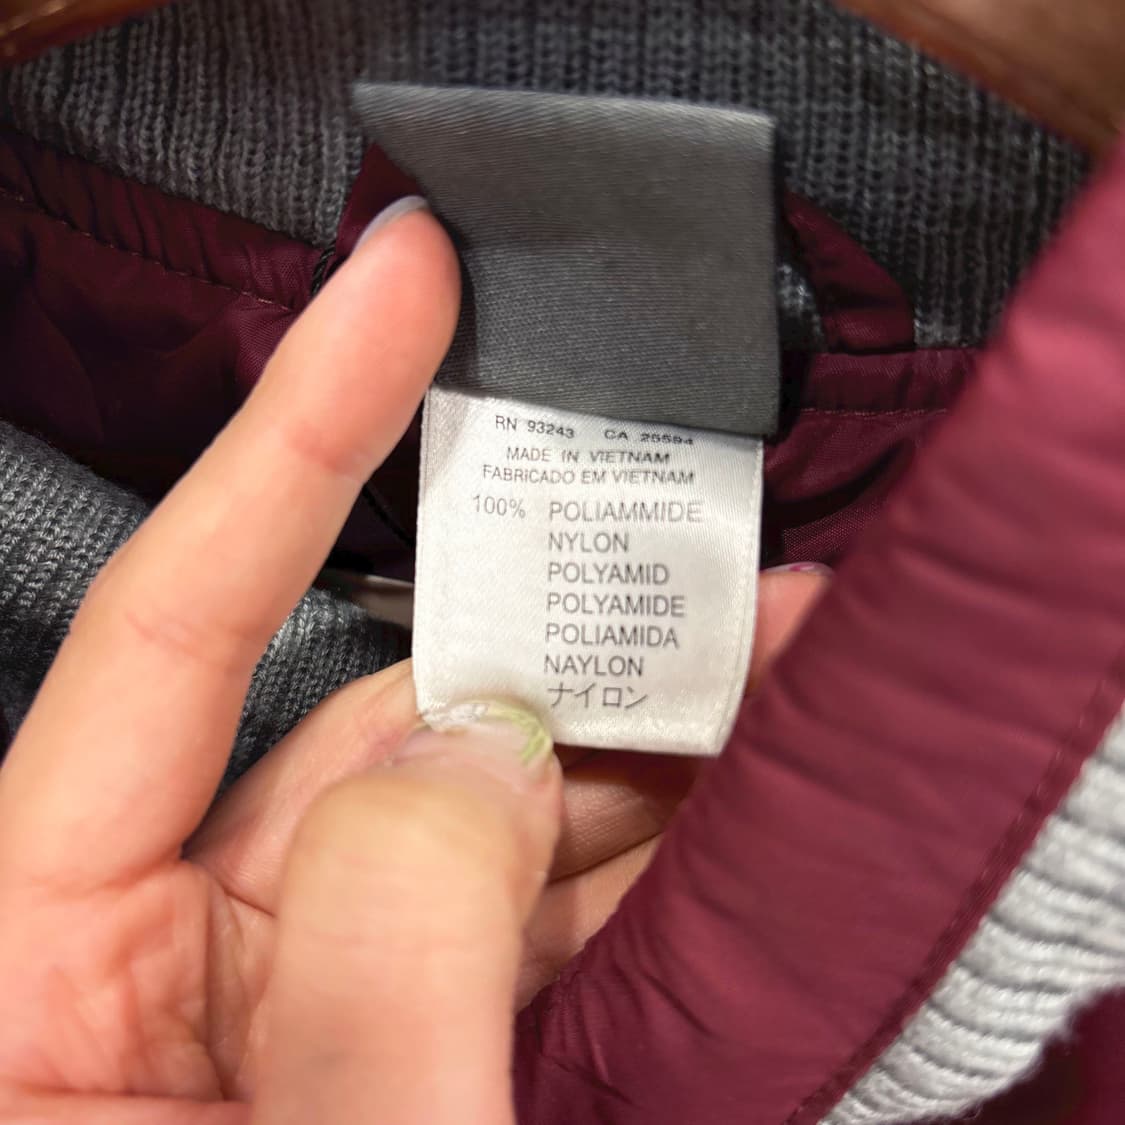 RN 93243 CA 25594
MADE IN VIETNAM
FABRICADO EM VIETNAM
100% POLIAMMIDE
NYLON
POLYAMID
POLYAMIDE
POLIAMIDA
NAYLON
ナイロン